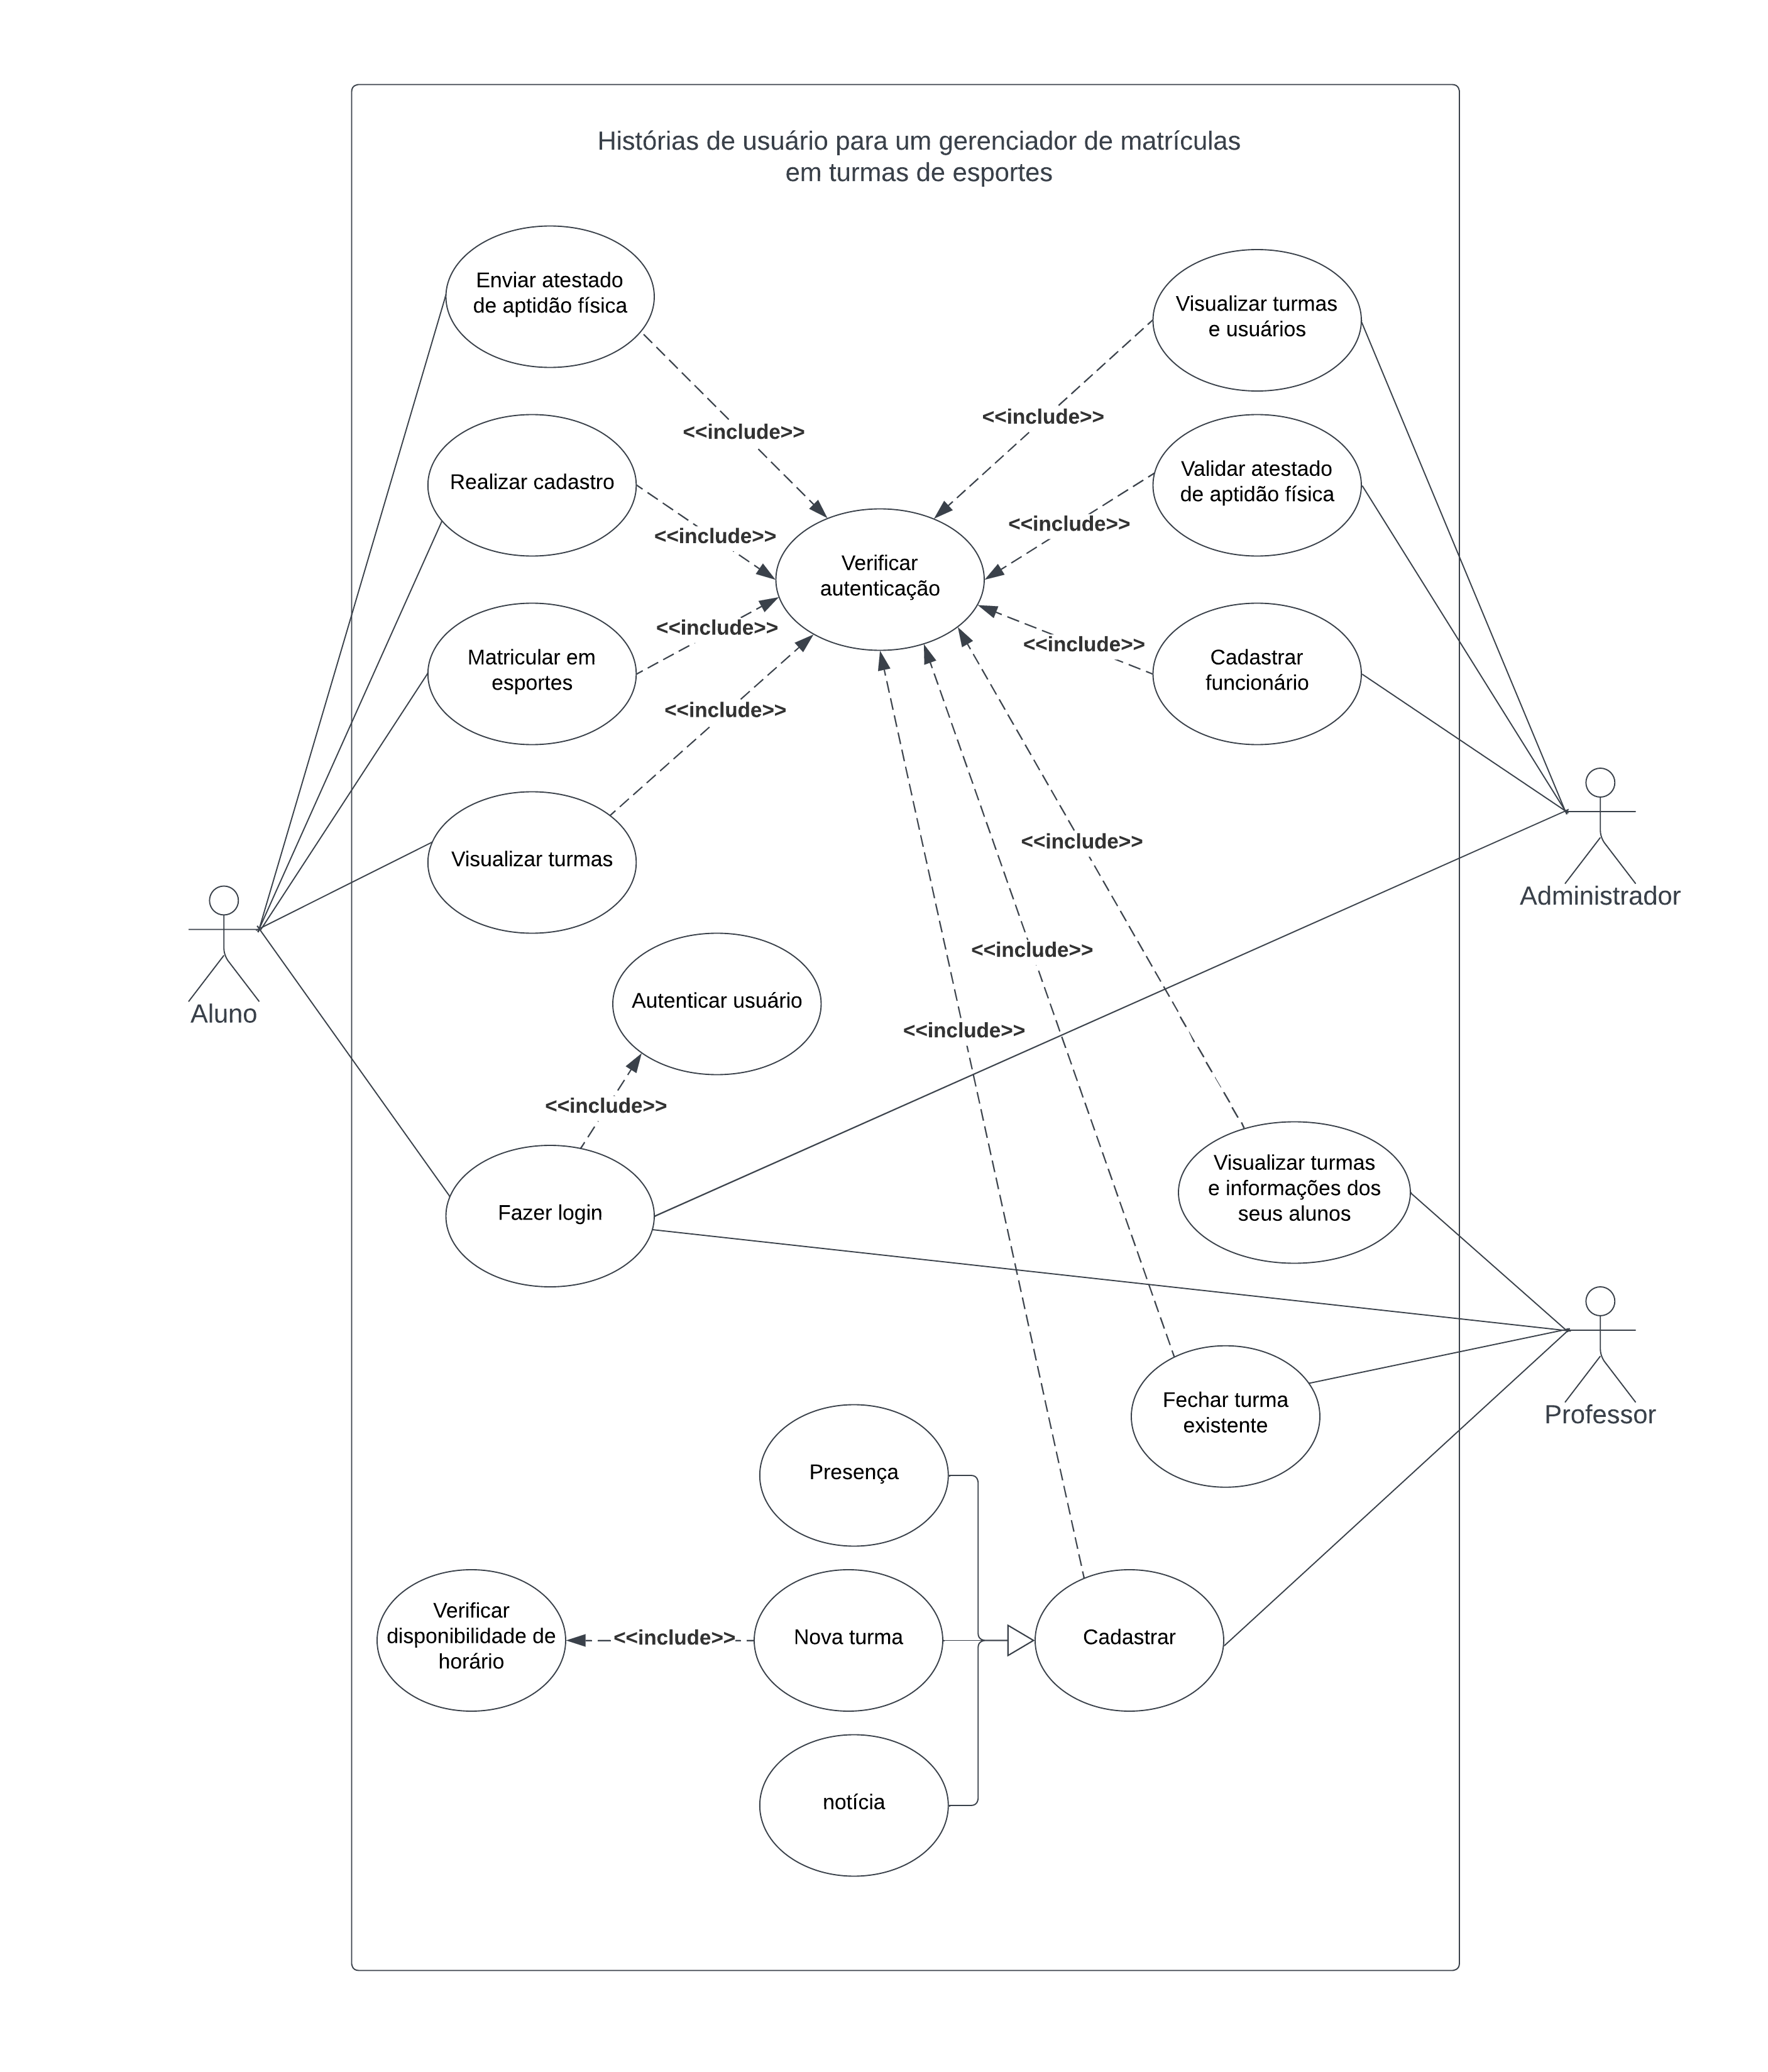 Histórias de usuário para um gerenciador de matrículas
em turmas de esportes
Enviar atestado
de aptidão física
Visualizar turmas
e usuários
<<include>>
<<include>>
Realizar cadastro
Validar atestado
de aptidão física
<<include>>
<<include>>
Verificar
autenticação
<<include>>
<<include>>
Matricular em
esportes
Cadastrar
funcionário
<<include>>
Visualizar turmas
<<include>>
Administrador
<<include>>
Autenticar usuário
Aluno
<<include>>
<<include>>
Fazer login
Visualizar turmas
e informações dos
seus alunos
Fechar turma
existente
Professor
Presença
Verificar
disponibilidade de
horário
<<include>>
Nova turma
Cadastrar
notícia